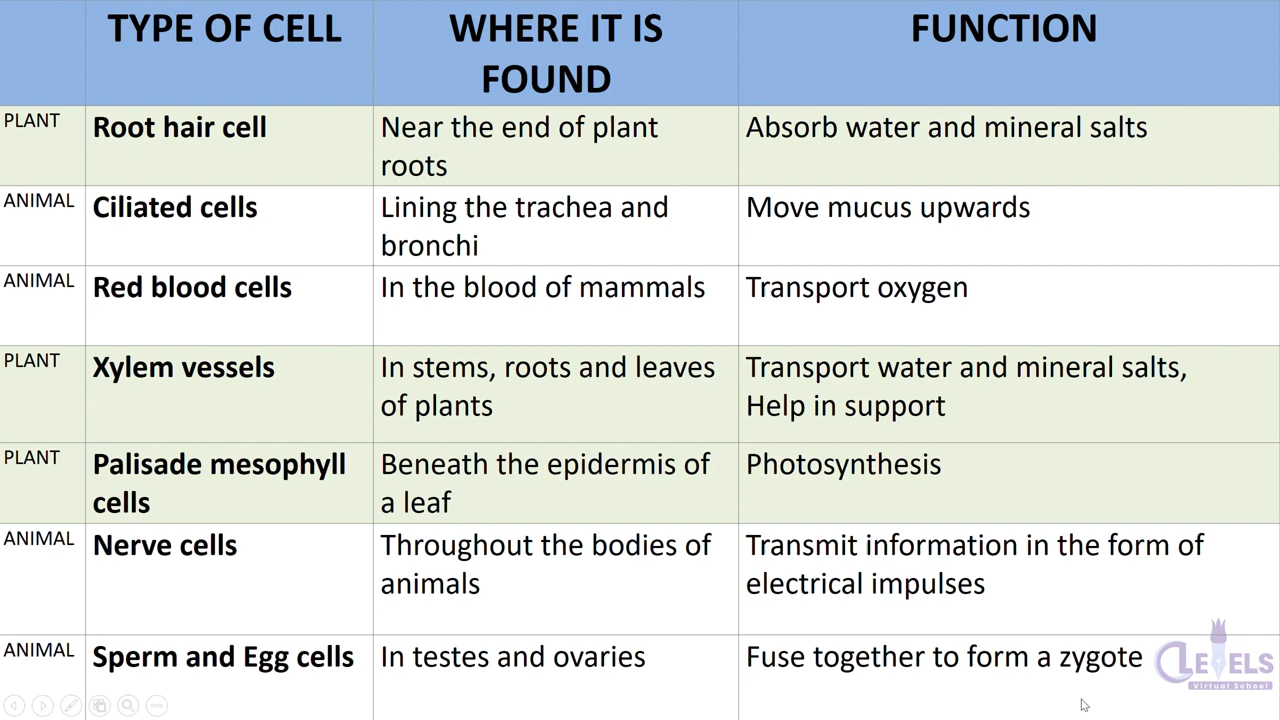 TYPE OF CELL
WHERE IT IS
FOUND
FUNCTION
PLANT
Root hair cell
Near the end of plant
roots
Absorb water and mineral salts
ANIMAL
Ciliated cells
Lining the trachea and
bronchi
Move mucus upwards
ANIMAL
Red blood cells
In the blood of mammals
Transport oxygen
PLANT
Xylem vessels
In stems, roots and leaves
of plants
Transport water and mineral salts,
Help in support
PLANT
Palisade mesophyll
cells
Beneath the epidermis of
a leaf
Photosynthesis
ANIMAL
Nerve cells
Throughout the bodies of
animals
Transmit information in the form of
electrical impulses
ANIMAL
Sperm and Egg cells
In testes and ovaries
Fuse together to form a zygote
OLEVELS
Virtual School